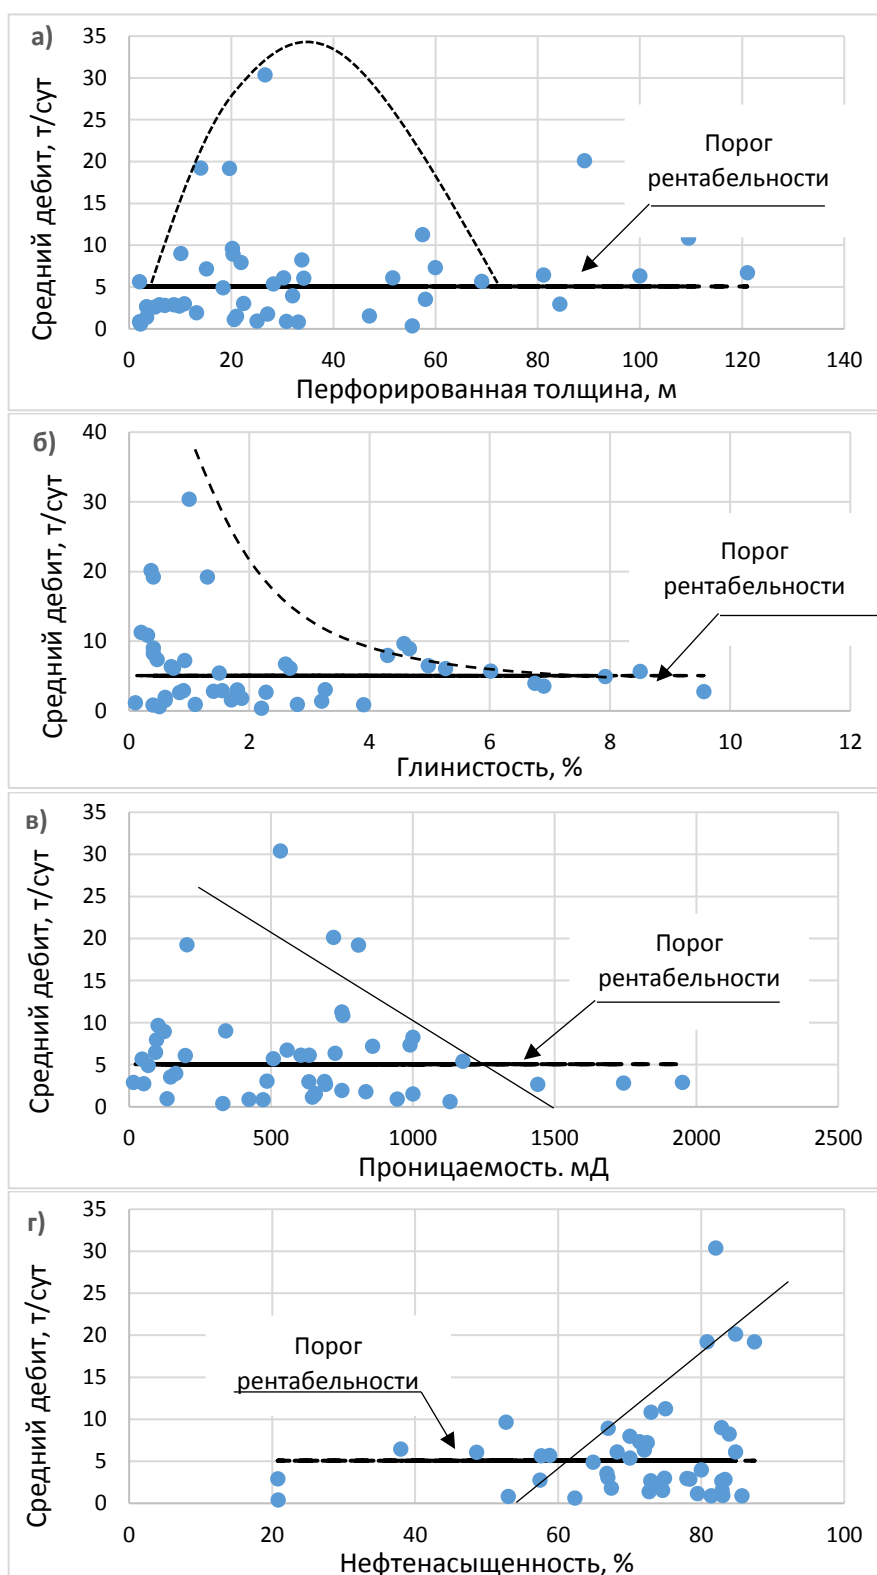 а)
Средний дебит, т/сут
35
30
25
20
15
10
5
0
Порог
рентабельности
0 20 40 60 80 100 120 140
Перфорированная толщина, м
б)
Средний дебит, т/сут
40
30
20
10
0
Порог
рентабельности
0 2 4 6 8 10 12
Глинистость, %
в)
Средний дебит, т/сут
35
30
25
20
15
10
5
0
Порог
рентабельности
0 500 1000 1500 2000 2500
Проницаемость. мД
г)
Средний дебит, т/сут
35
30
25
20
15
10
5
0
Порог
рентабельности
0 20 40 60 80 100
Нефтенасыщенность, %